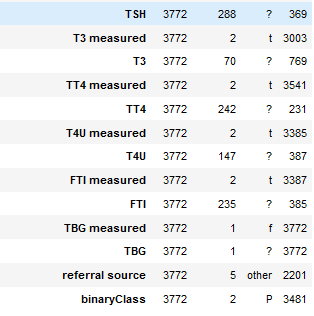 TSH 3772 288 ? 369
T3 measured 3772 2 t 3003
T3 3772 70 ? 769
TT4 measured 3772 2 t 3541
TT4 3772 242 ? 231
T4U measured 3772 2 t 3385
T4U 3772 147 ? 387
FTI measured 3772 2 t 3387
FTI 3772 235 ? 385
TBG measured 3772 1 f 3772
TBG 3772 1 ? 3772
referral source 3772 5 other 2201
binaryClass 3772 2 P 3481